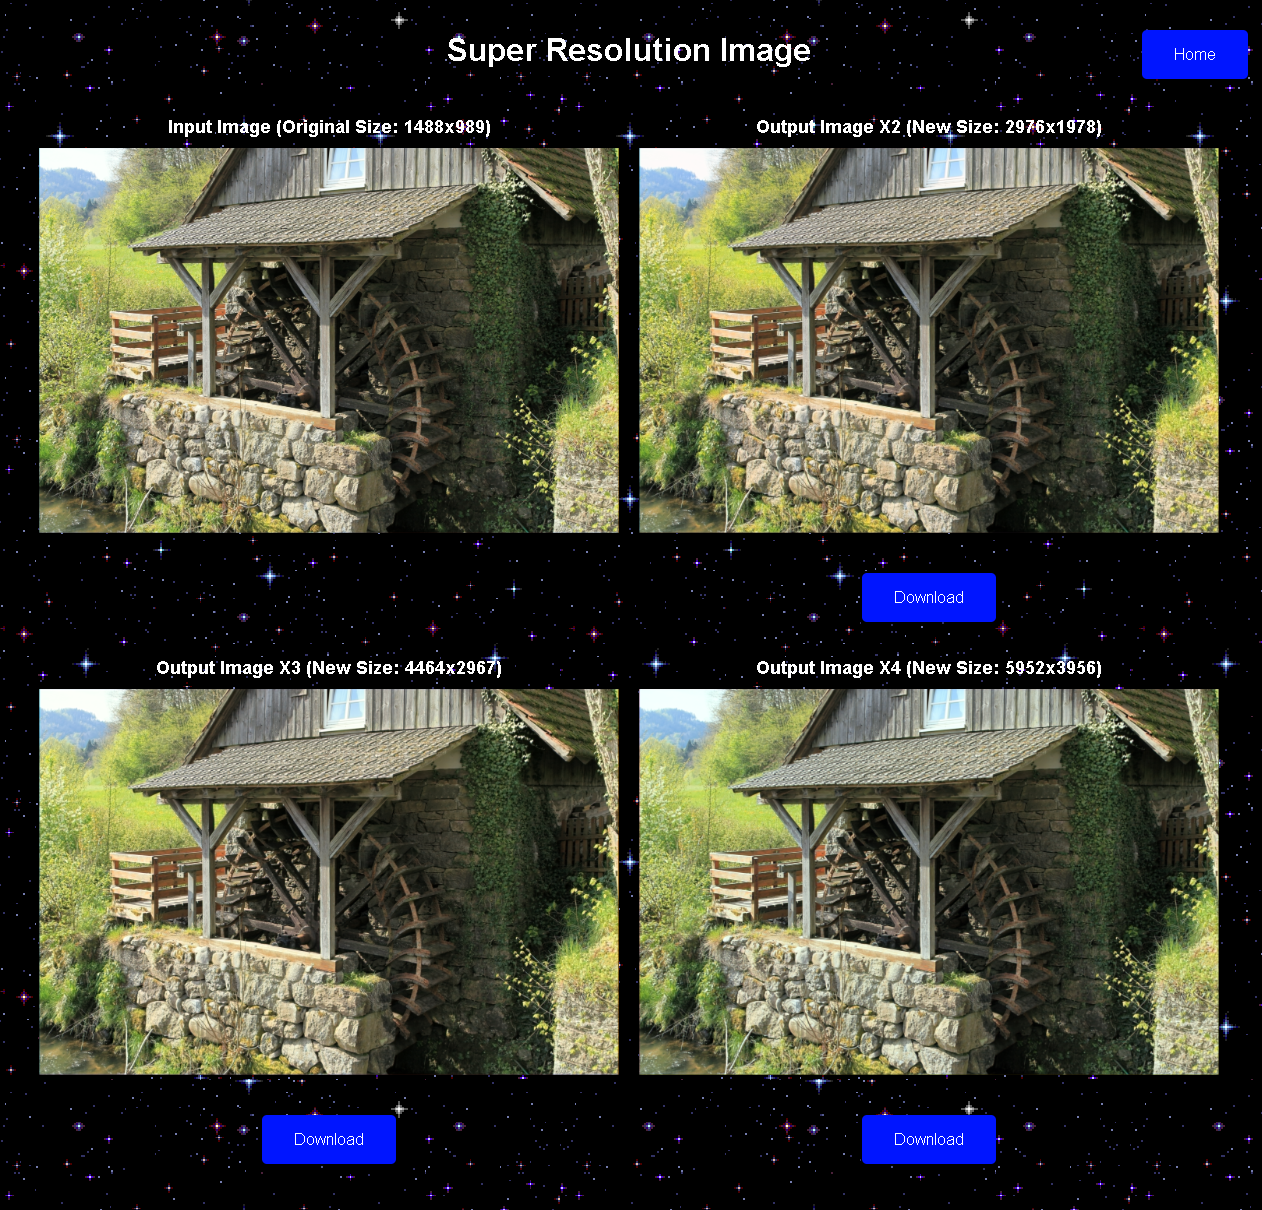 Super Resolution Image
Home
Input Image (Original Size: 1488x989)
Output Image X2 (New Size: 2976x1978)
Download
Output Image X3 (New Size: 4464x2967)
Output Image X4 (New Size: 5952x3956)
Download
Download